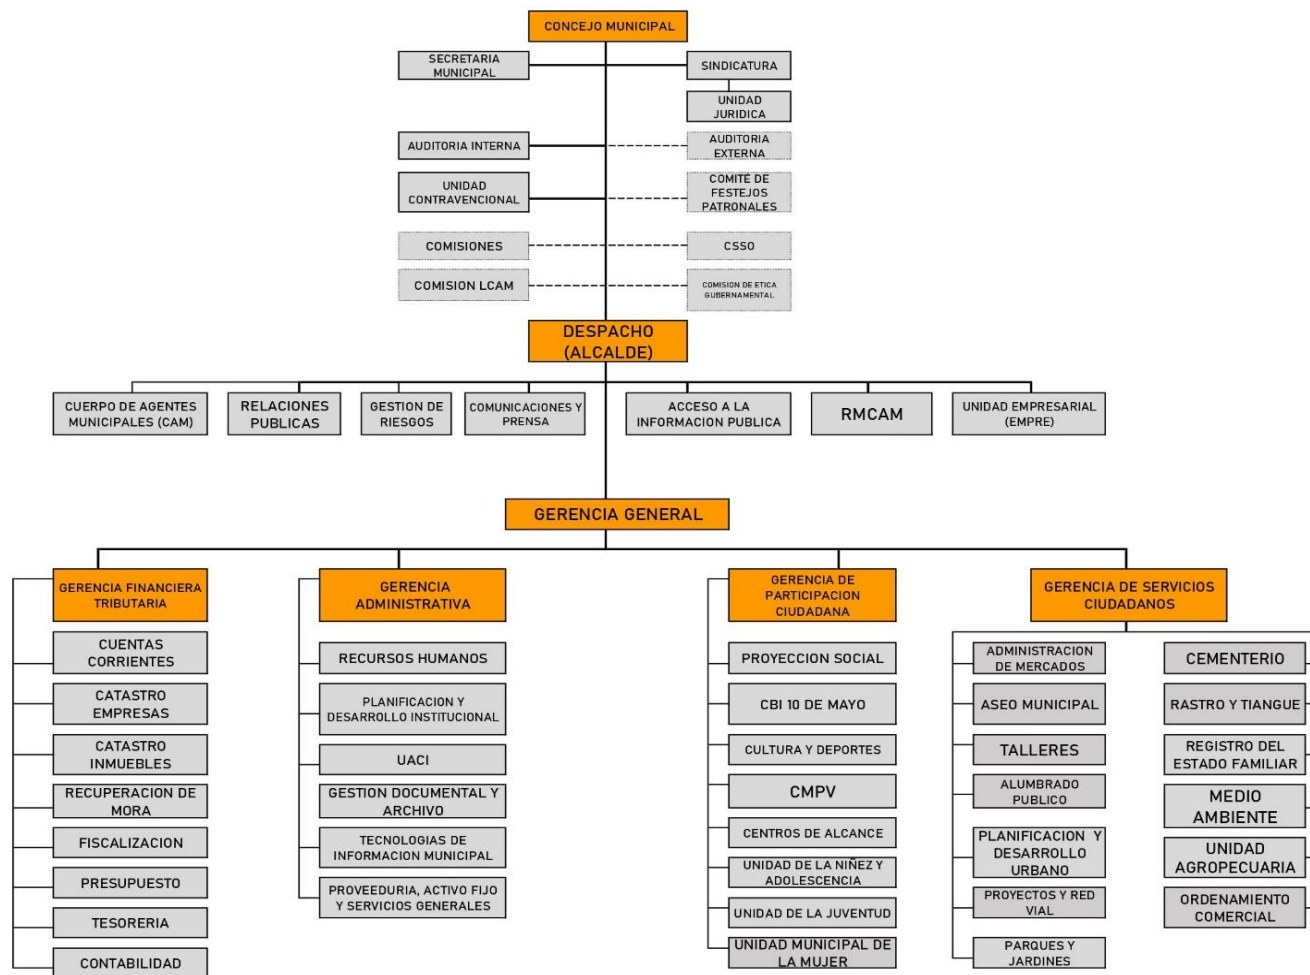 CONCEJO MUNICIPAL
SECRETARIA
MUNICIPAL
SINDICATURA
UNIDAD
JURIDICA
AUDITORIA INTERNA
AUDITORIA
EXTERNA
UNIDAD
CONTRAVENCIONAL
COMITÉ DE
FESTEJOS
PATRONALES
COMISIONES
CSSO
COMISION LCAM
COMISION DE ETICA
GUBERNAMENTAL
DESPACHO
(ALCALDE)
CUERPO DE AGENTES
MUNICIPALES (CAM)
RELACIONES
PUBLICAS
GESTION DE
RIESGOS
COMUNICACIONES Y
PRENSA
ACCESO A LA
INFORMACION PUBLICA
RMCAM
UNIDAD EMPRESARIAL
(EMPRE)
GERENCIA GENERAL
GERENCIA FINANCIERA
TRIBUTARIA
CUENTAS
CORRIENTES
CATASTRO
EMPRESAS
CATASTRO
INMUEBLES
RECUPERACION DE
MORA
FISCALIZACION
PRESUPUESTO
TESORERIA
CONTABILIDAD
GERENCIA
ADMINISTRATIVA
RECURSOS HUMANOS
PLANIFICACION Y
DESARROLLO INSTITUCIONAL
UACI
GESTION DOCUMENTAL Y
ARCHIVO
TECNOLOGIAS DE
INFORMACION MUNICIPAL
PROVEEDURIA, ACTIVO FIJO
Y SERVICIOS GENERALES
GERENCIA DE
PARTICIPACION
CIUDADANA
PROYECCION SOCIAL
CBI 10 DE MAYO
CULTURA Y DEPORTES
CMPV
CENTROS DE ALCANCE
UNIDAD DE LA NIÑEZ Y
ADOLESCENCIA
UNIDAD DE LA JUVENTUD
UNIDAD MUNICIPAL DE
LA MUJER
GERENCIA DE SERVICIOS
CIUDADANOS
ADMINISTRACION
DE MERCADOS
ASEO MUNICIPAL
TALLERES
ALUMBRADO
PUBLICO
PLANIFICACION Y
DESARROLLO
URBANO
PROYECTOS Y RED
VIAL
PARQUES Y
JARDINES
CEMENTERIO
RASTRO Y TIANGUE
REGISTRO DEL
ESTADO FAMILIAR
MEDIO
AMBIENTE
UNIDAD
AGROPECUARIA
ORDENAMIENTO
COMERCIAL